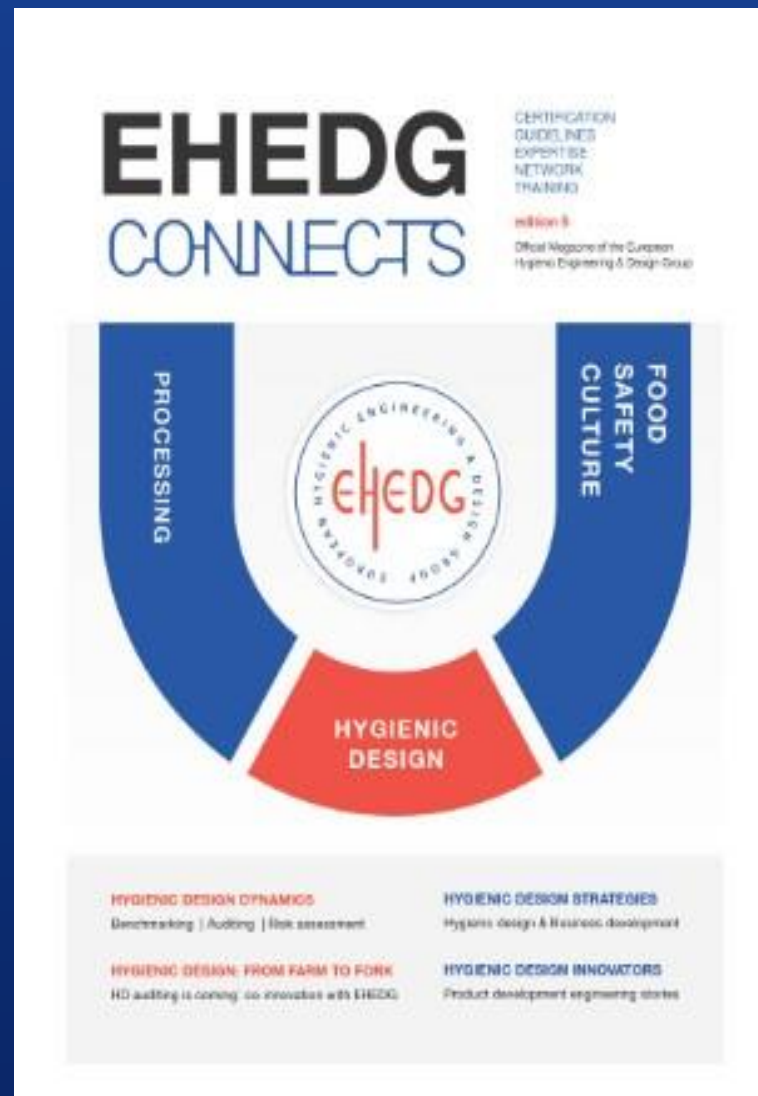 EHEDG
CONNECTS
CERTIFICATION
GUIDELINES
EXPERTISE
NETWORK
TRAINING
edition 5
Official Magazine of the European
Hygienic Engineering & Design Group
PROCESSING
FOOD
SAFETY
CULTURE
EUROPEAN HYGIENIC ENGINEERING & DESIGN GROUP
EHEDG
HYGIENIC
DESIGN
HYGIENIC DESIGN DYNAMICS
Benchmarking | Auditing | Risk assessment
HYGIENIC DESIGN: FROM FARM TO FORK
HD auditing is coming: co-innovation with EHEDG
HYGIENIC DESIGN STRATEGIES
Hygienic design & Business development
HYGIENIC DESIGN INNOVATORS
Product development engineering stories